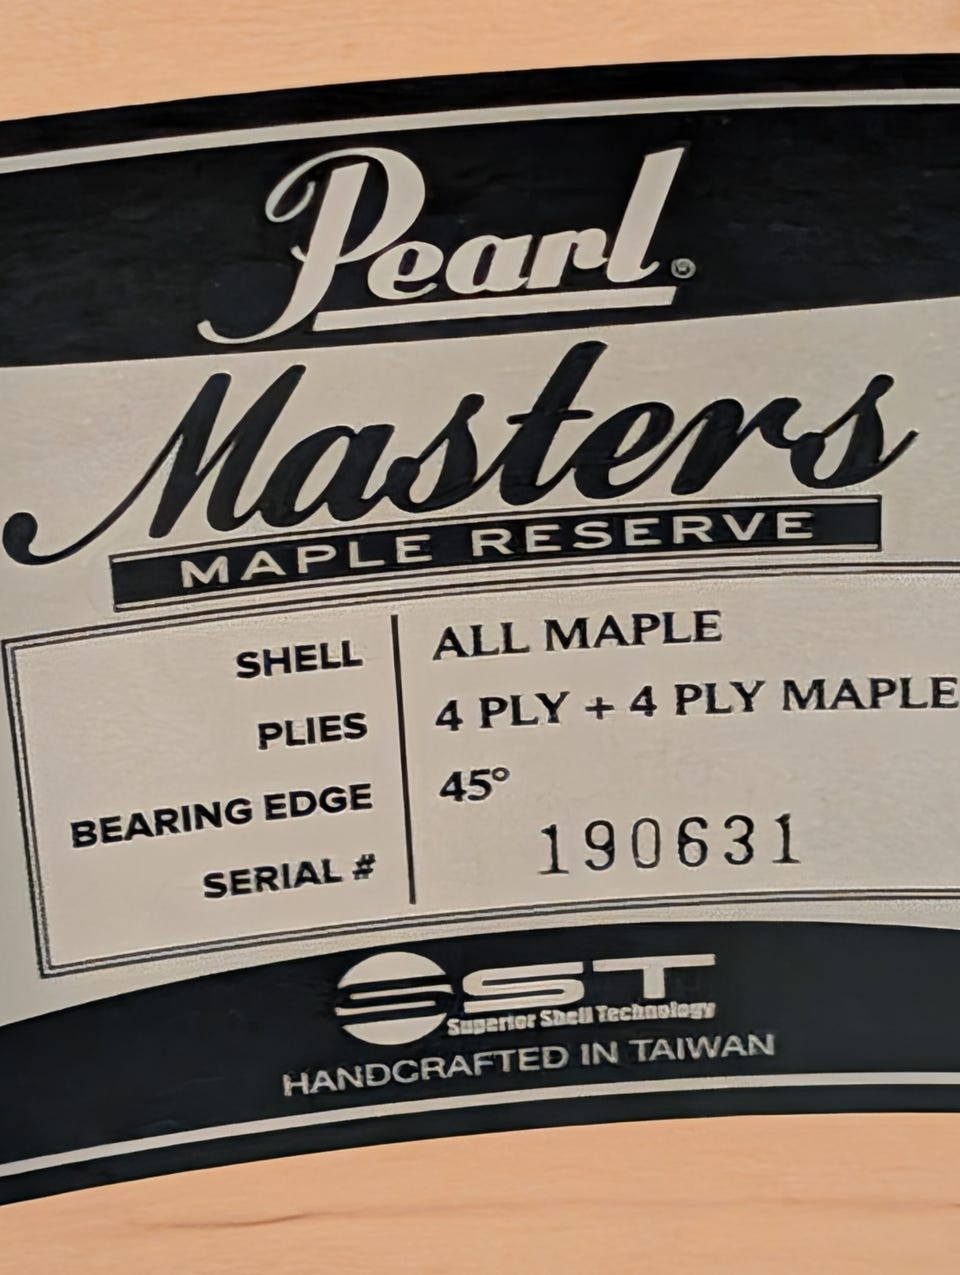 Pearl®
Masters
MAPLE RESERVE
SHELL ALL MAPLE
PLIES 4 PLY + 4 PLY MAPLE
BEARING EDGE 45°
SERIAL # 190631
SST
Superior Shell Technology
HANDCRAFTED IN TAIWAN